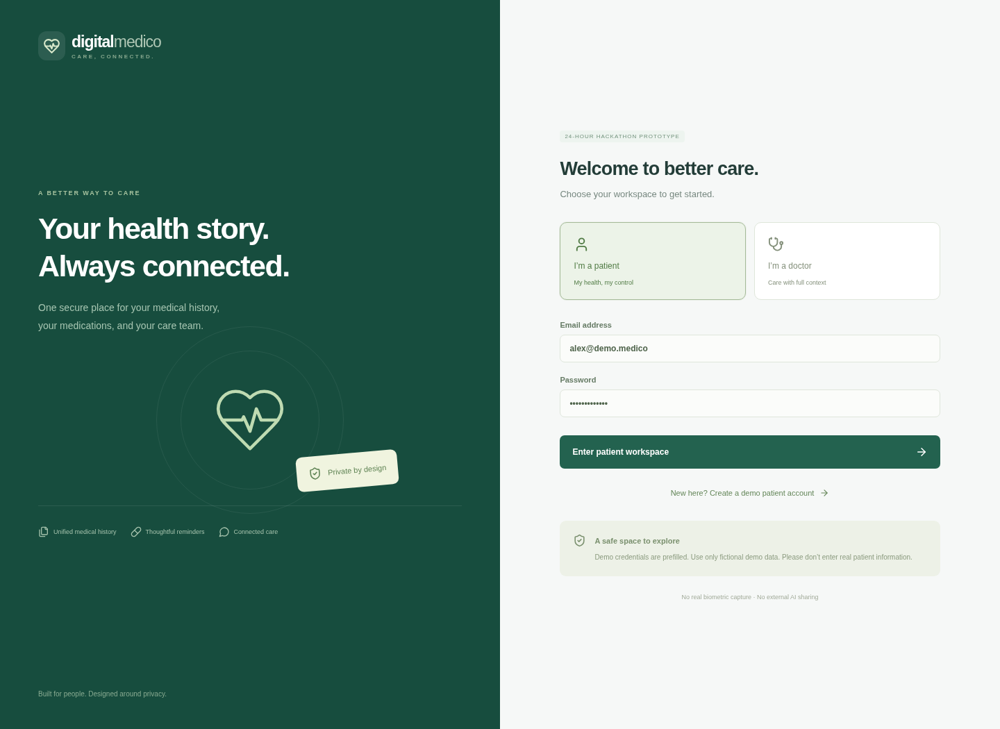 digitalmedico
CARE, CONNECTED.
A BETTER WAY TO CARE
Your health story.
Always connected.
One secure place for your medical history,
your medications, and your care team.
Private by design
Unified medical history
Thoughtful reminders
Connected care
Built for people. Designed around privacy.
24-HOUR HACKATHON PROTOTYPE
Welcome to better care.
Choose your workspace to get started.
I’m a patient
My health, my control
I’m a doctor
Care with full context
Email address
alex@demo.medico
Password
•••••••••••••
Enter patient workspace
New here? Create a demo patient account
A safe space to explore
Demo credentials are prefilled. Use only fictional demo data. Please don’t enter real patient information.
No real biometric capture · No external AI sharing